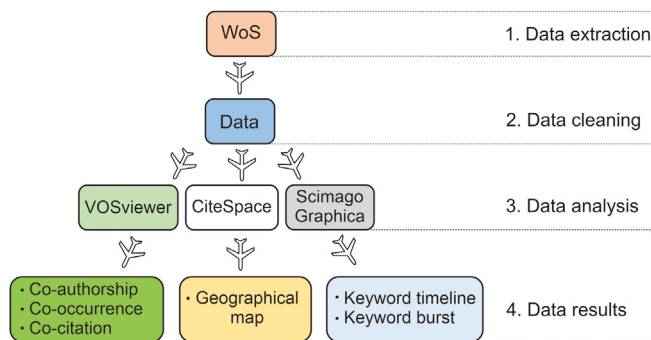 WoS
1. Data extraction
Data
2. Data cleaning
VOSviewer
CiteSpace
Scimago
Graphica
3. Data analysis
· Co-authorship
· Co-occurrence
· Co-citation
· Geographical
map
· Keyword timeline
· Keyword burst
4. Data results